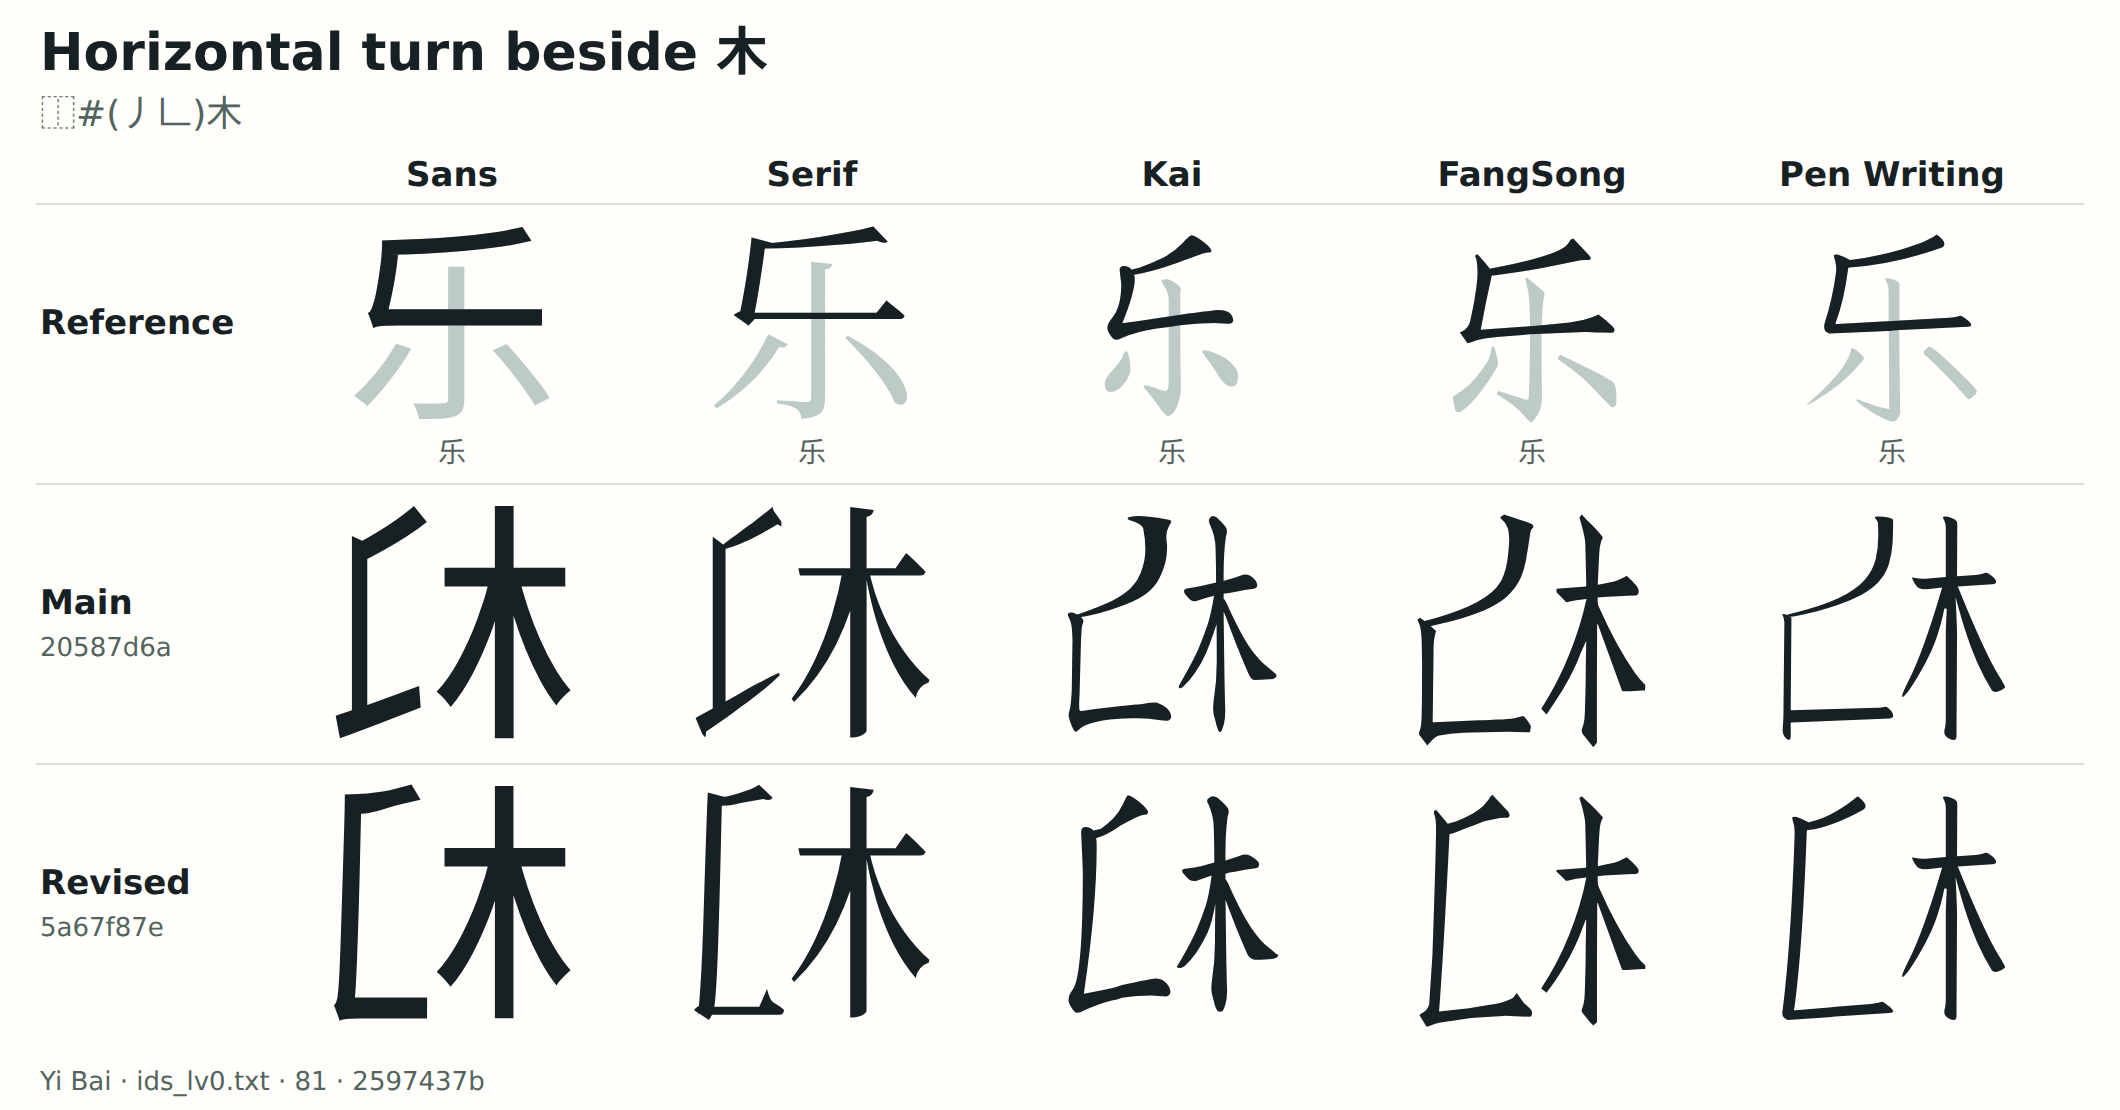 Horizontal turn beside 木
⿰#(丿𠃊)木
Sans Serif Kai FangSong Pen Writing
Reference
乐 乐 乐 乐 乐
Main
20587d6a
Revised
5a67f87e
Yi Bai · ids_lv0.txt · 81 · 2597437b